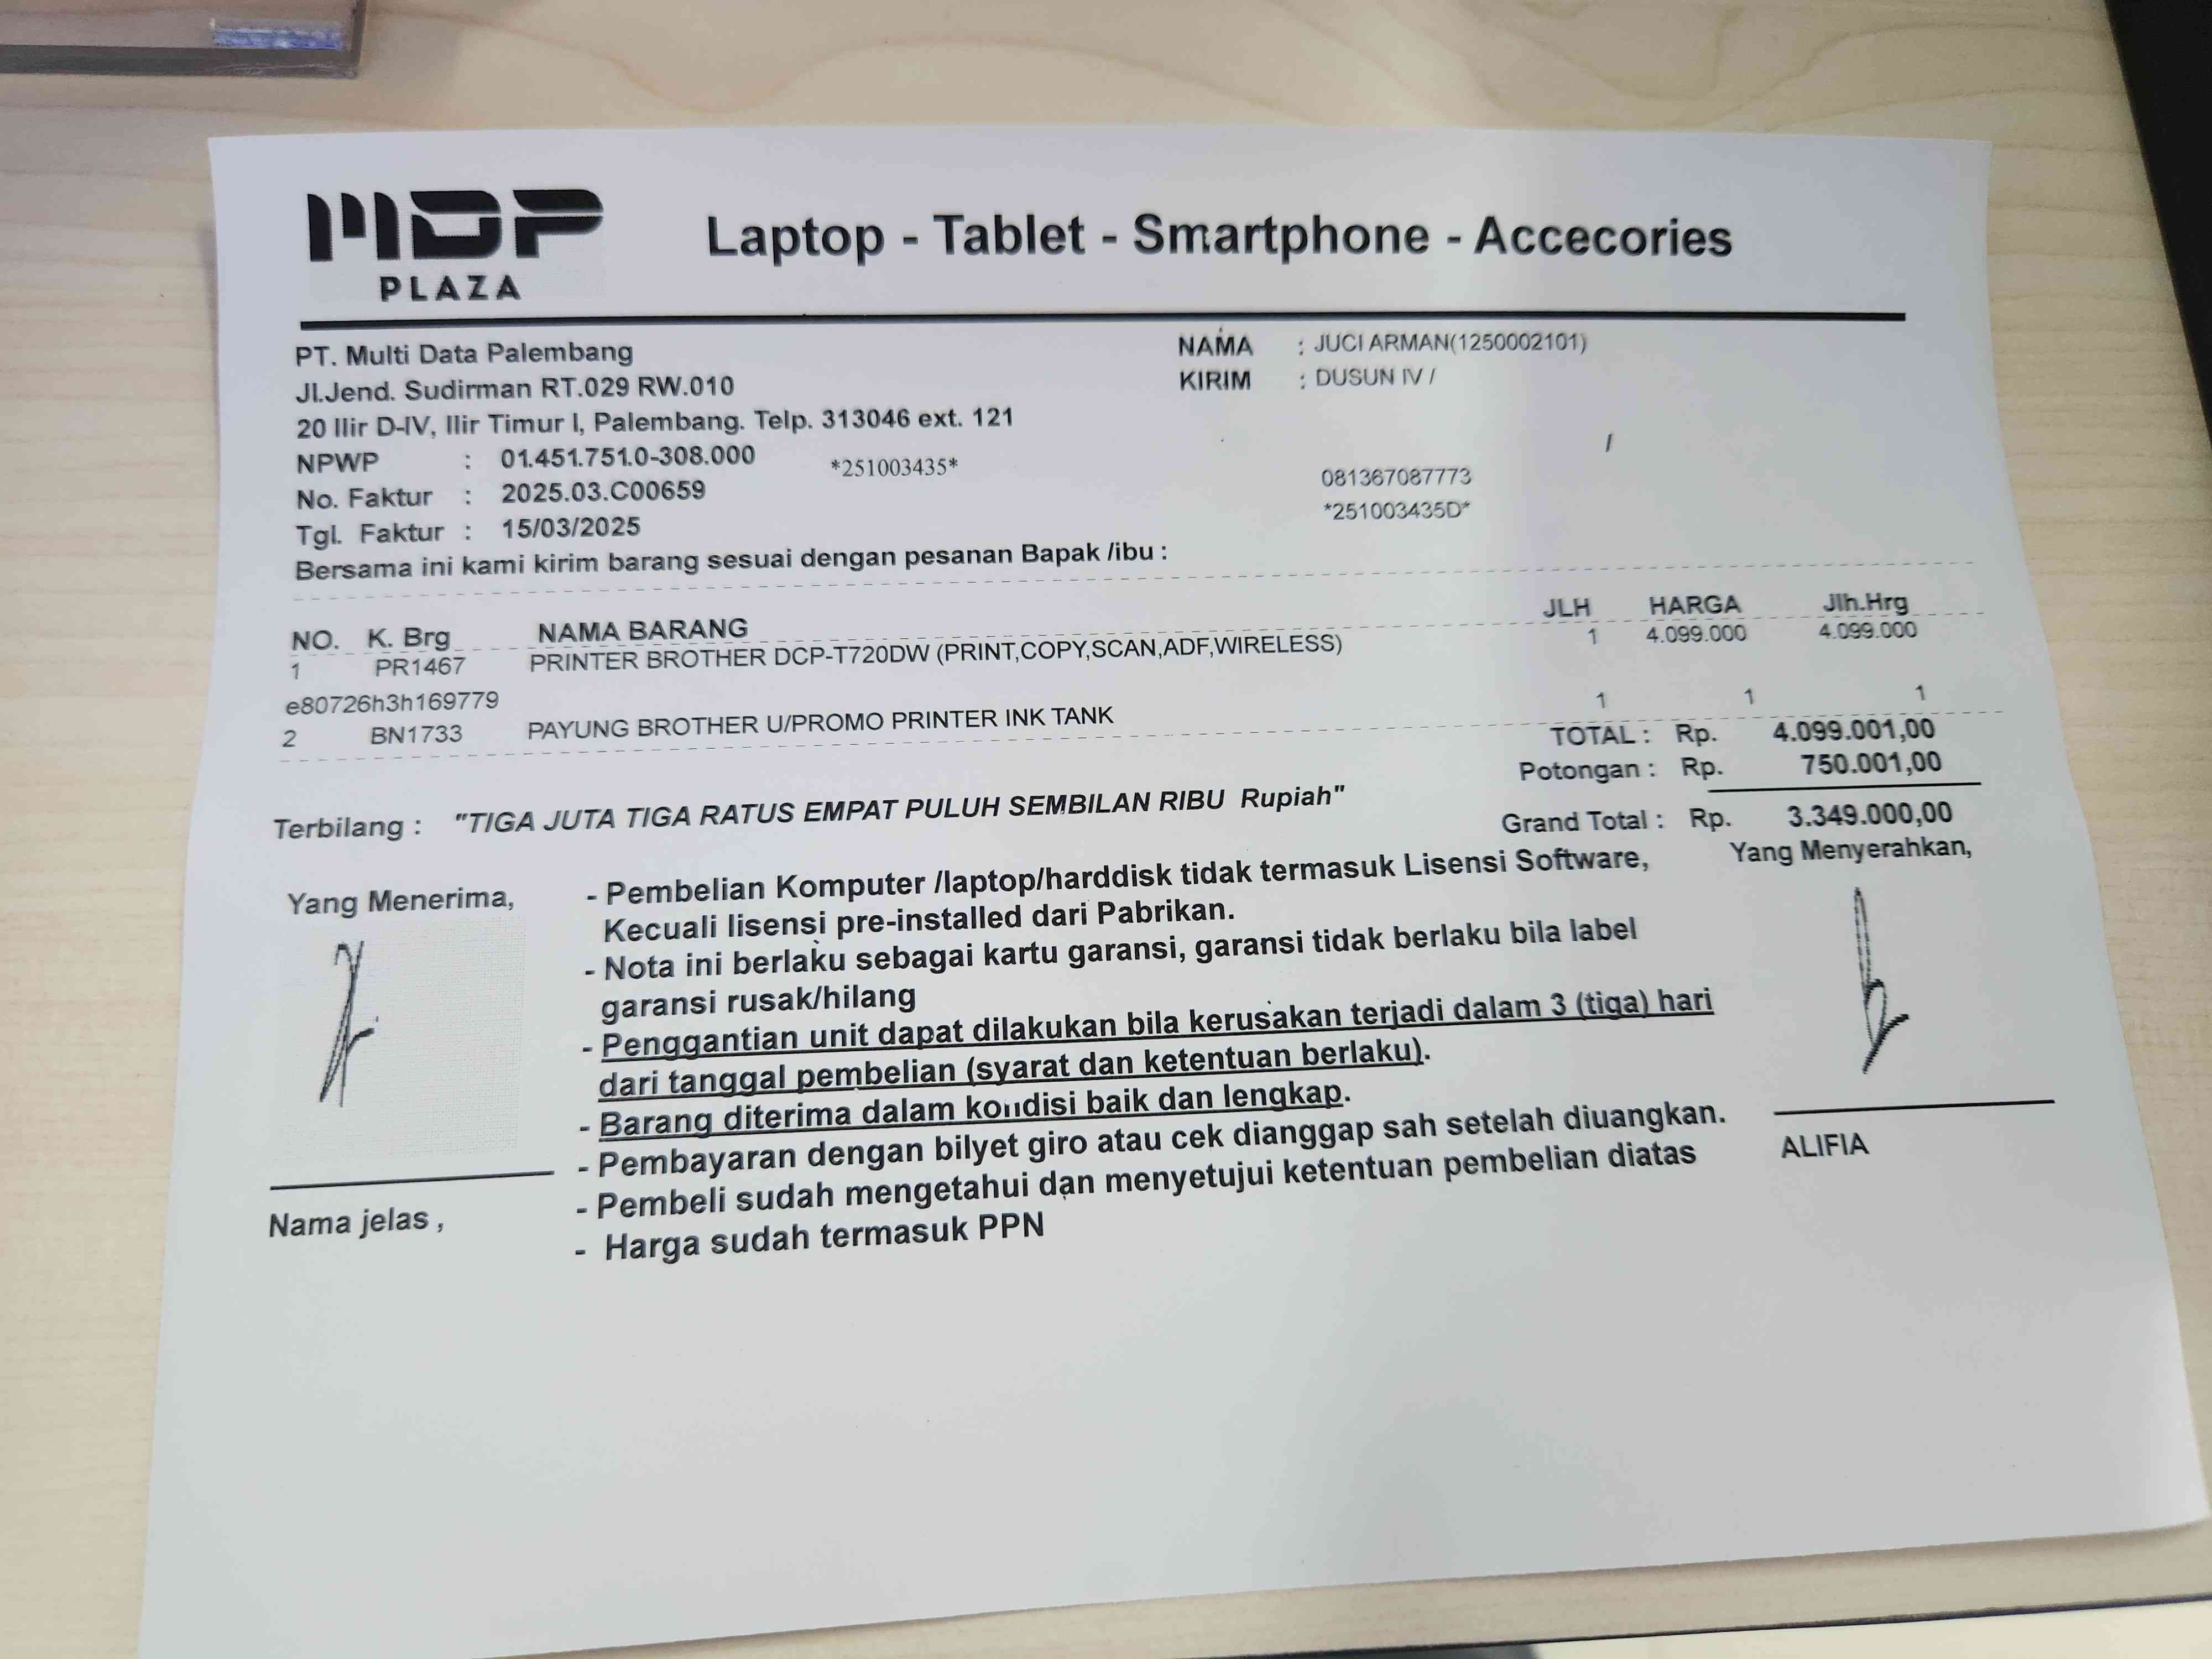 MDP
PLAZA
Laptop - Tablet - Smartphone - Accecories
PT. Multi Data Palembang
Jl.Jend. Sudirman RT.029 RW.010
20 Ilir D-IV, Ilir Timur I, Palembang. Telp. 313046 ext. 121
NPWP : 01.451.751.0-308.000 *251003435*
No. Faktur : 2025.03.C00659
Tgl. Faktur : 15/03/2025
NAMA : JUCI ARMAN(1250002101)
KIRIM : DUSUN IV /
/
081367087773
*251003435D*
Bersama ini kami kirim barang sesuai dengan pesanan Bapak /ibu :
NO. K. Brg NAMA BARANG JLH HARGA Jlh.Hrg
1 PR1467 PRINTER BROTHER DCP-T720DW (PRINT,COPY,SCAN,ADF,WIRELESS) 1 4.099.000 4.099.000
e80726h3h169779
2 BN1733 PAYUNG BROTHER U/PROMO PRINTER INK TANK 1 1 1
TOTAL : Rp. 4.099.001,00
Potongan : Rp. 750.001,00
Grand Total : Rp. 3.349.000,00
Terbilang : "TIGA JUTA TIGA RATUS EMPAT PULUH SEMBILAN RIBU Rupiah"
Yang Menerima,
- Pembelian Komputer /laptop/harddisk tidak termasuk Lisensi Software,
Kecuali lisensi pre-installed dari Pabrikan.
- Nota ini berlaku sebagai kartu garansi, garansi tidak berlaku bila label
garansi rusak/hilang
- Penggantian unit dapat dilakukan bila kerusakan terjadi dalam 3 (tiga) hari
dari tanggal pembelian (syarat dan ketentuan berlaku).
- Barang diterima dalam kondisi baik dan lengkap.
- Pembayaran dengan bilyet giro atau cek dianggap sah setelah diuangkan.
- Pembeli sudah mengetahui dan menyetujui ketentuan pembelian diatas
- Harga sudah termasuk PPN
Yang Menyerahkan,
ALIFIA
Nama jelas ,